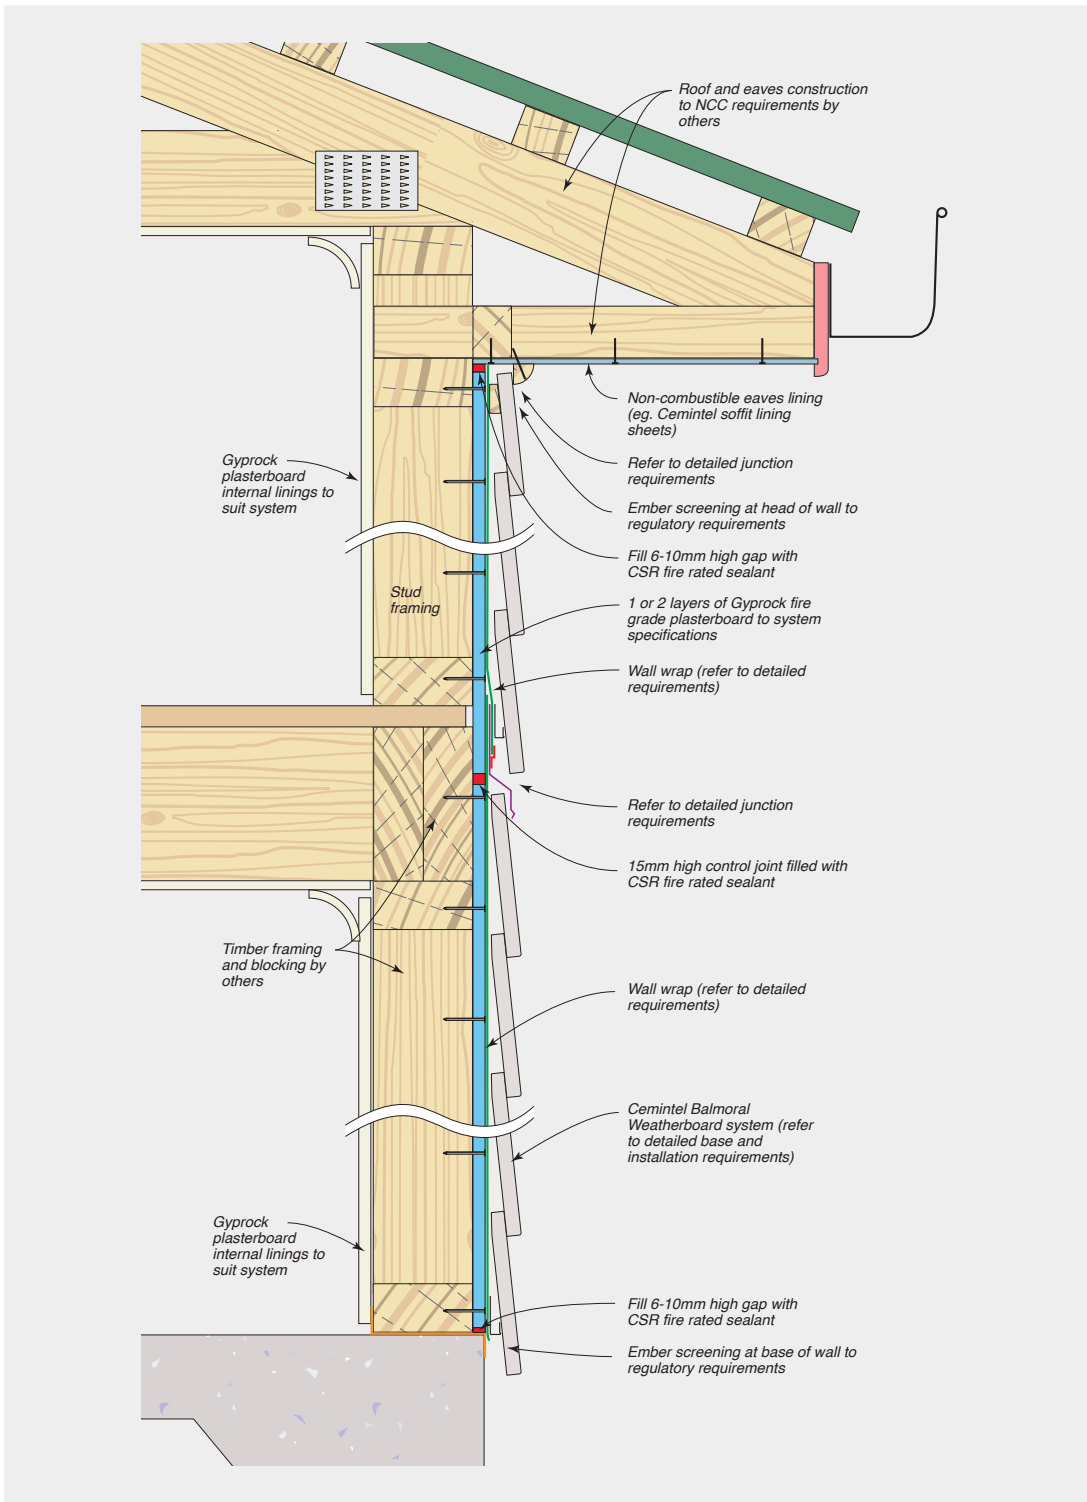 Roof and eaves construction
to NCC requirements by
others
Non-combustible eaves lining
(eg. Cemintel soffit lining
sheets)
Gyprock
plasterboard
internal linings to
suit system
Refer to detailed junction
requirements
Ember screening at head of wall to
regulatory requirements
Fill 6-10mm high gap with
CSR fire rated sealant
Stud
framing
1 or 2 layers of Gyprock fire
grade plasterboard to system
specifications
Wall wrap (refer to detailed
requirements)
Refer to detailed junction
requirements
15mm high control joint filled with
CSR fire rated sealant
Timber framing
and blocking by
others
Wall wrap (refer to detailed
requirements)
Cemintel Balmoral
Weatherboard system (refer
to detailed base and
installation requirements)
Gyprock
plasterboard
internal linings to
suit system
Fill 6-10mm high gap with
CSR fire rated sealant
Ember screening at base of wall to
regulatory requirements